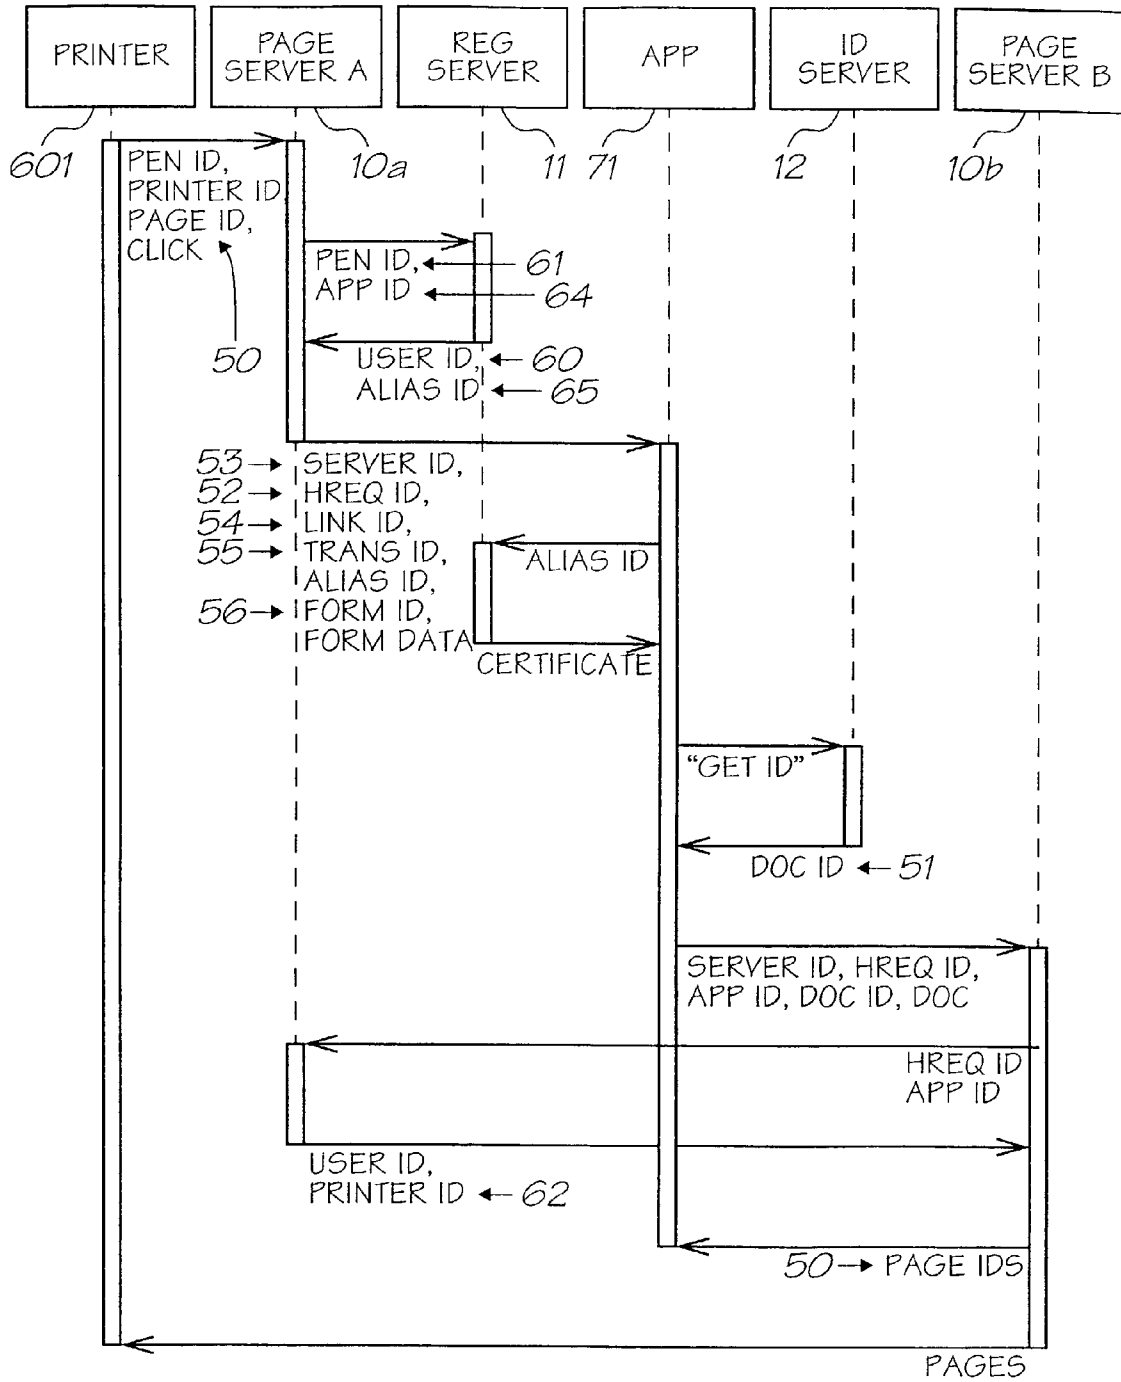 PRINTER
PAGE
SERVER A
REG
SERVER
APP
ID
SERVER
PAGE
SERVER B
601
10a
11
71
12
10b
PEN ID,
PRINTER ID
PAGE ID,
CLICK
50
PEN ID, 61
APP ID 64
USER ID, 60
ALIAS ID 65
53 SERVER ID,
52 HREQ ID,
54 LINK ID,
55 TRANS ID,
ALIAS ID,
56 FORM ID,
FORM DATA
ALIAS ID
CERTIFICATE
"GET ID"
DOC ID 51
SERVER ID, HREQ ID,
APP ID, DOC ID, DOC
HREQ ID
APP ID
USER ID,
PRINTER ID 62
50 PAGE IDS
PAGES